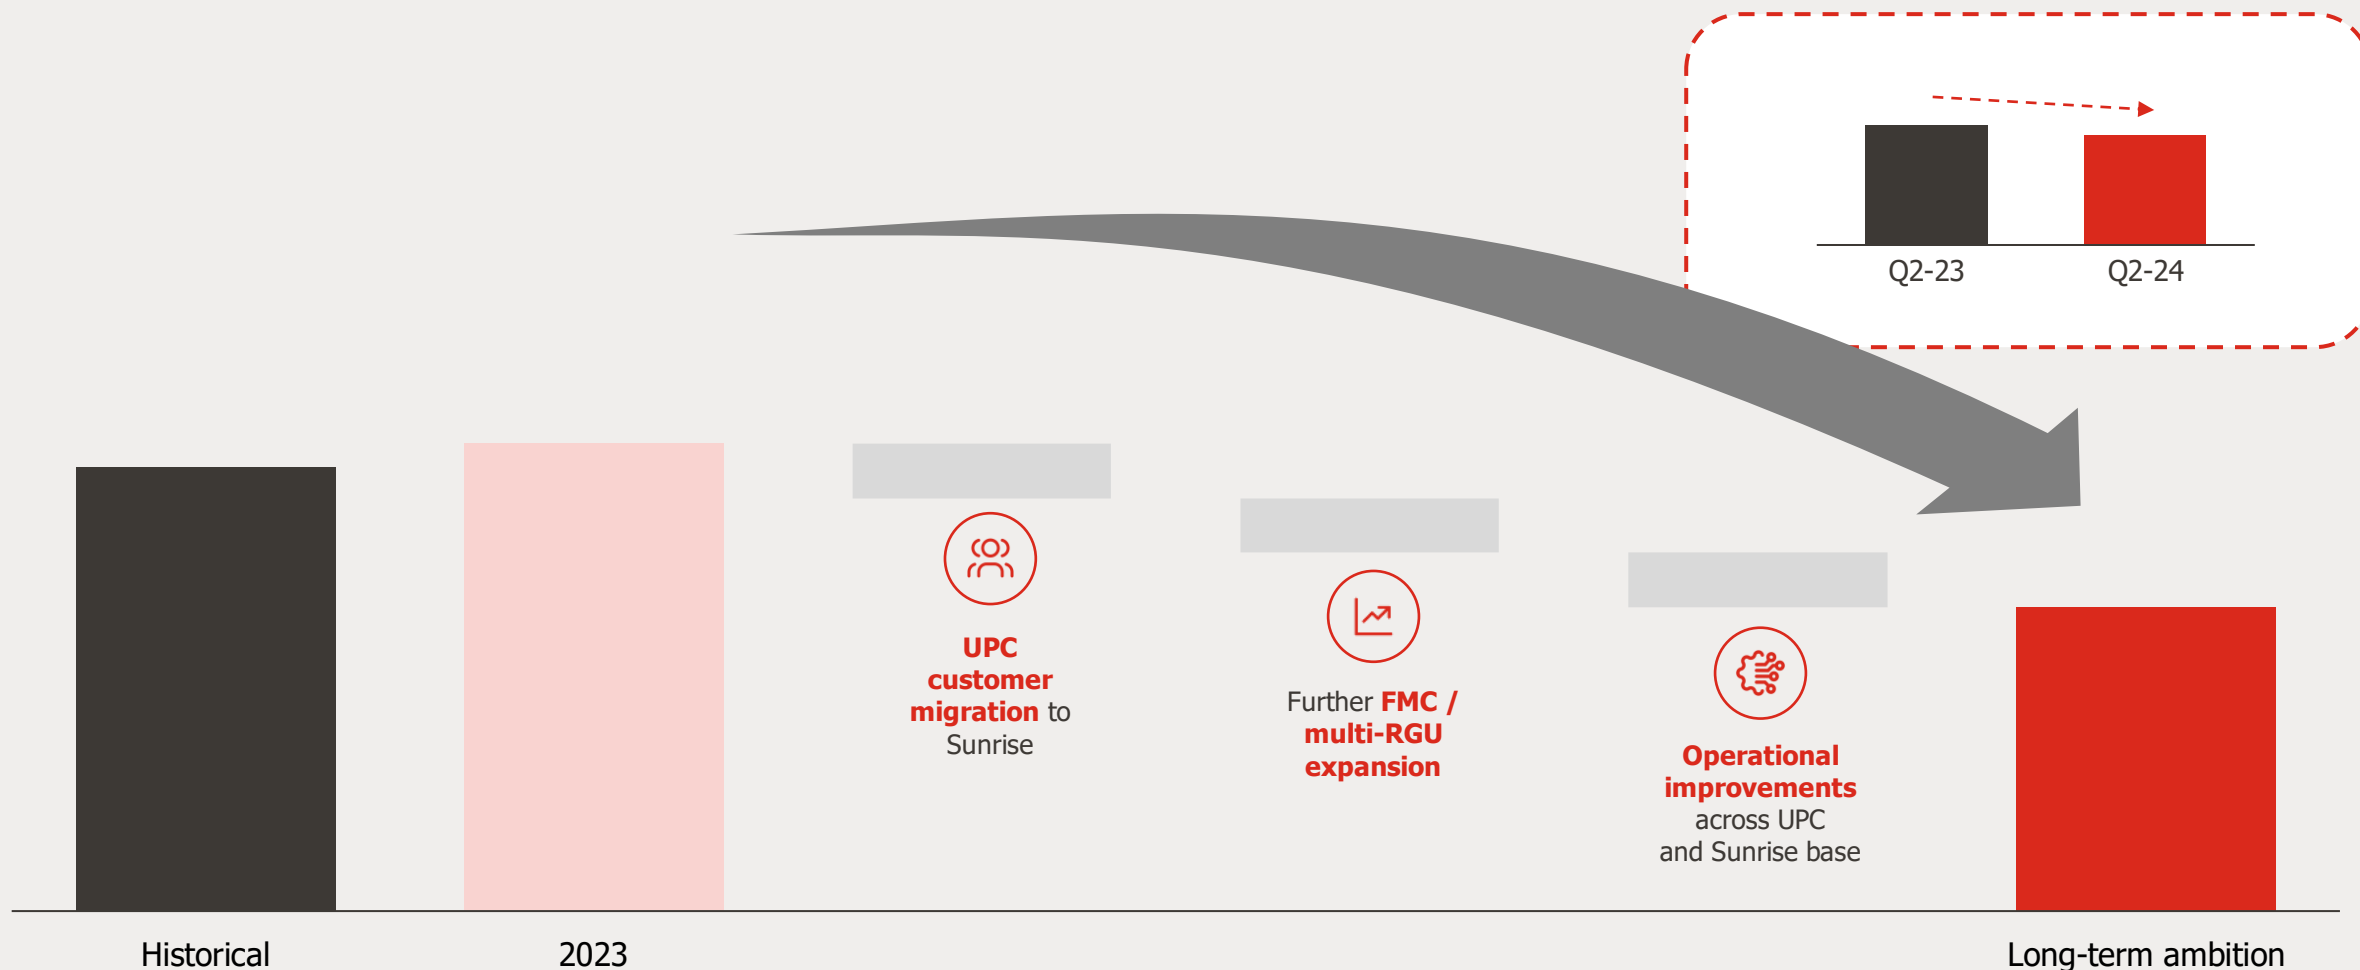 Q2-23
Q2-24
UPC
customer
migration to
Sunrise
Further FMC /
multi-RGU
expansion
Operational
improvements
across UPC
and Sunrise base
Historical
2023
Long-term ambition